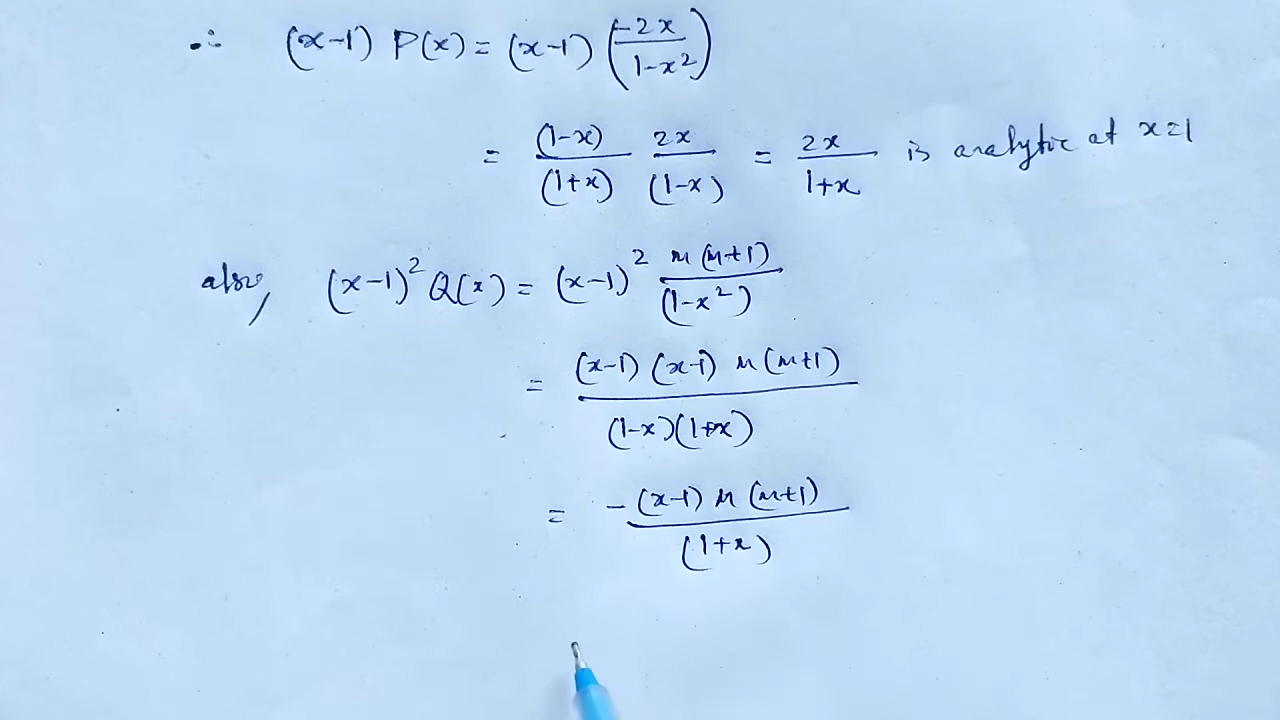 ∴ (x-1) P(x) = (x-1) (-2x / 1-x²)
= (1-x)/(1+x) 2x/(1-x) = 2x/1+x is analytic at x=1
also, (x-1)² Q(x) = (x-1)² n(n+1)/(1-x²)
= (x-1)(x-1) n(n+1) / (1-x)(1+x)
= -(x-1) n(n+1) / (1+x)